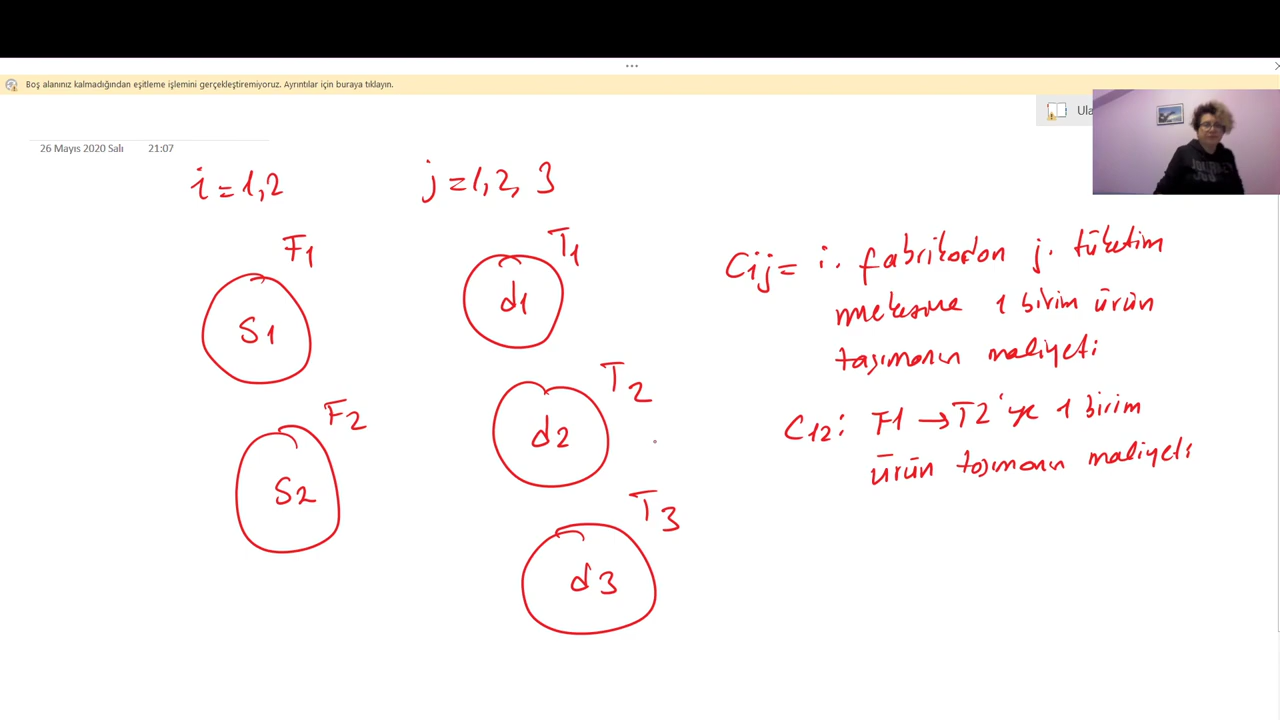 Boş alanınız kalmadığından eşitleme işlemini gerçekleştiremiyoruz. Ayrıntılar için buraya tıklayın.
Ula
26 Mayıs 2020 Salı 21:07
i = 1,2
j = 1, 2, 3
F1
S1
F2
S2
T1
d1
T2
d2
T3
d3
Cij = i. fabrikadan j. tüketim
merkezine 1 birim ürün
taşımanın maliyeti
C12: F1 → T2'ye 1 birim
ürün taşımanın maliyeti